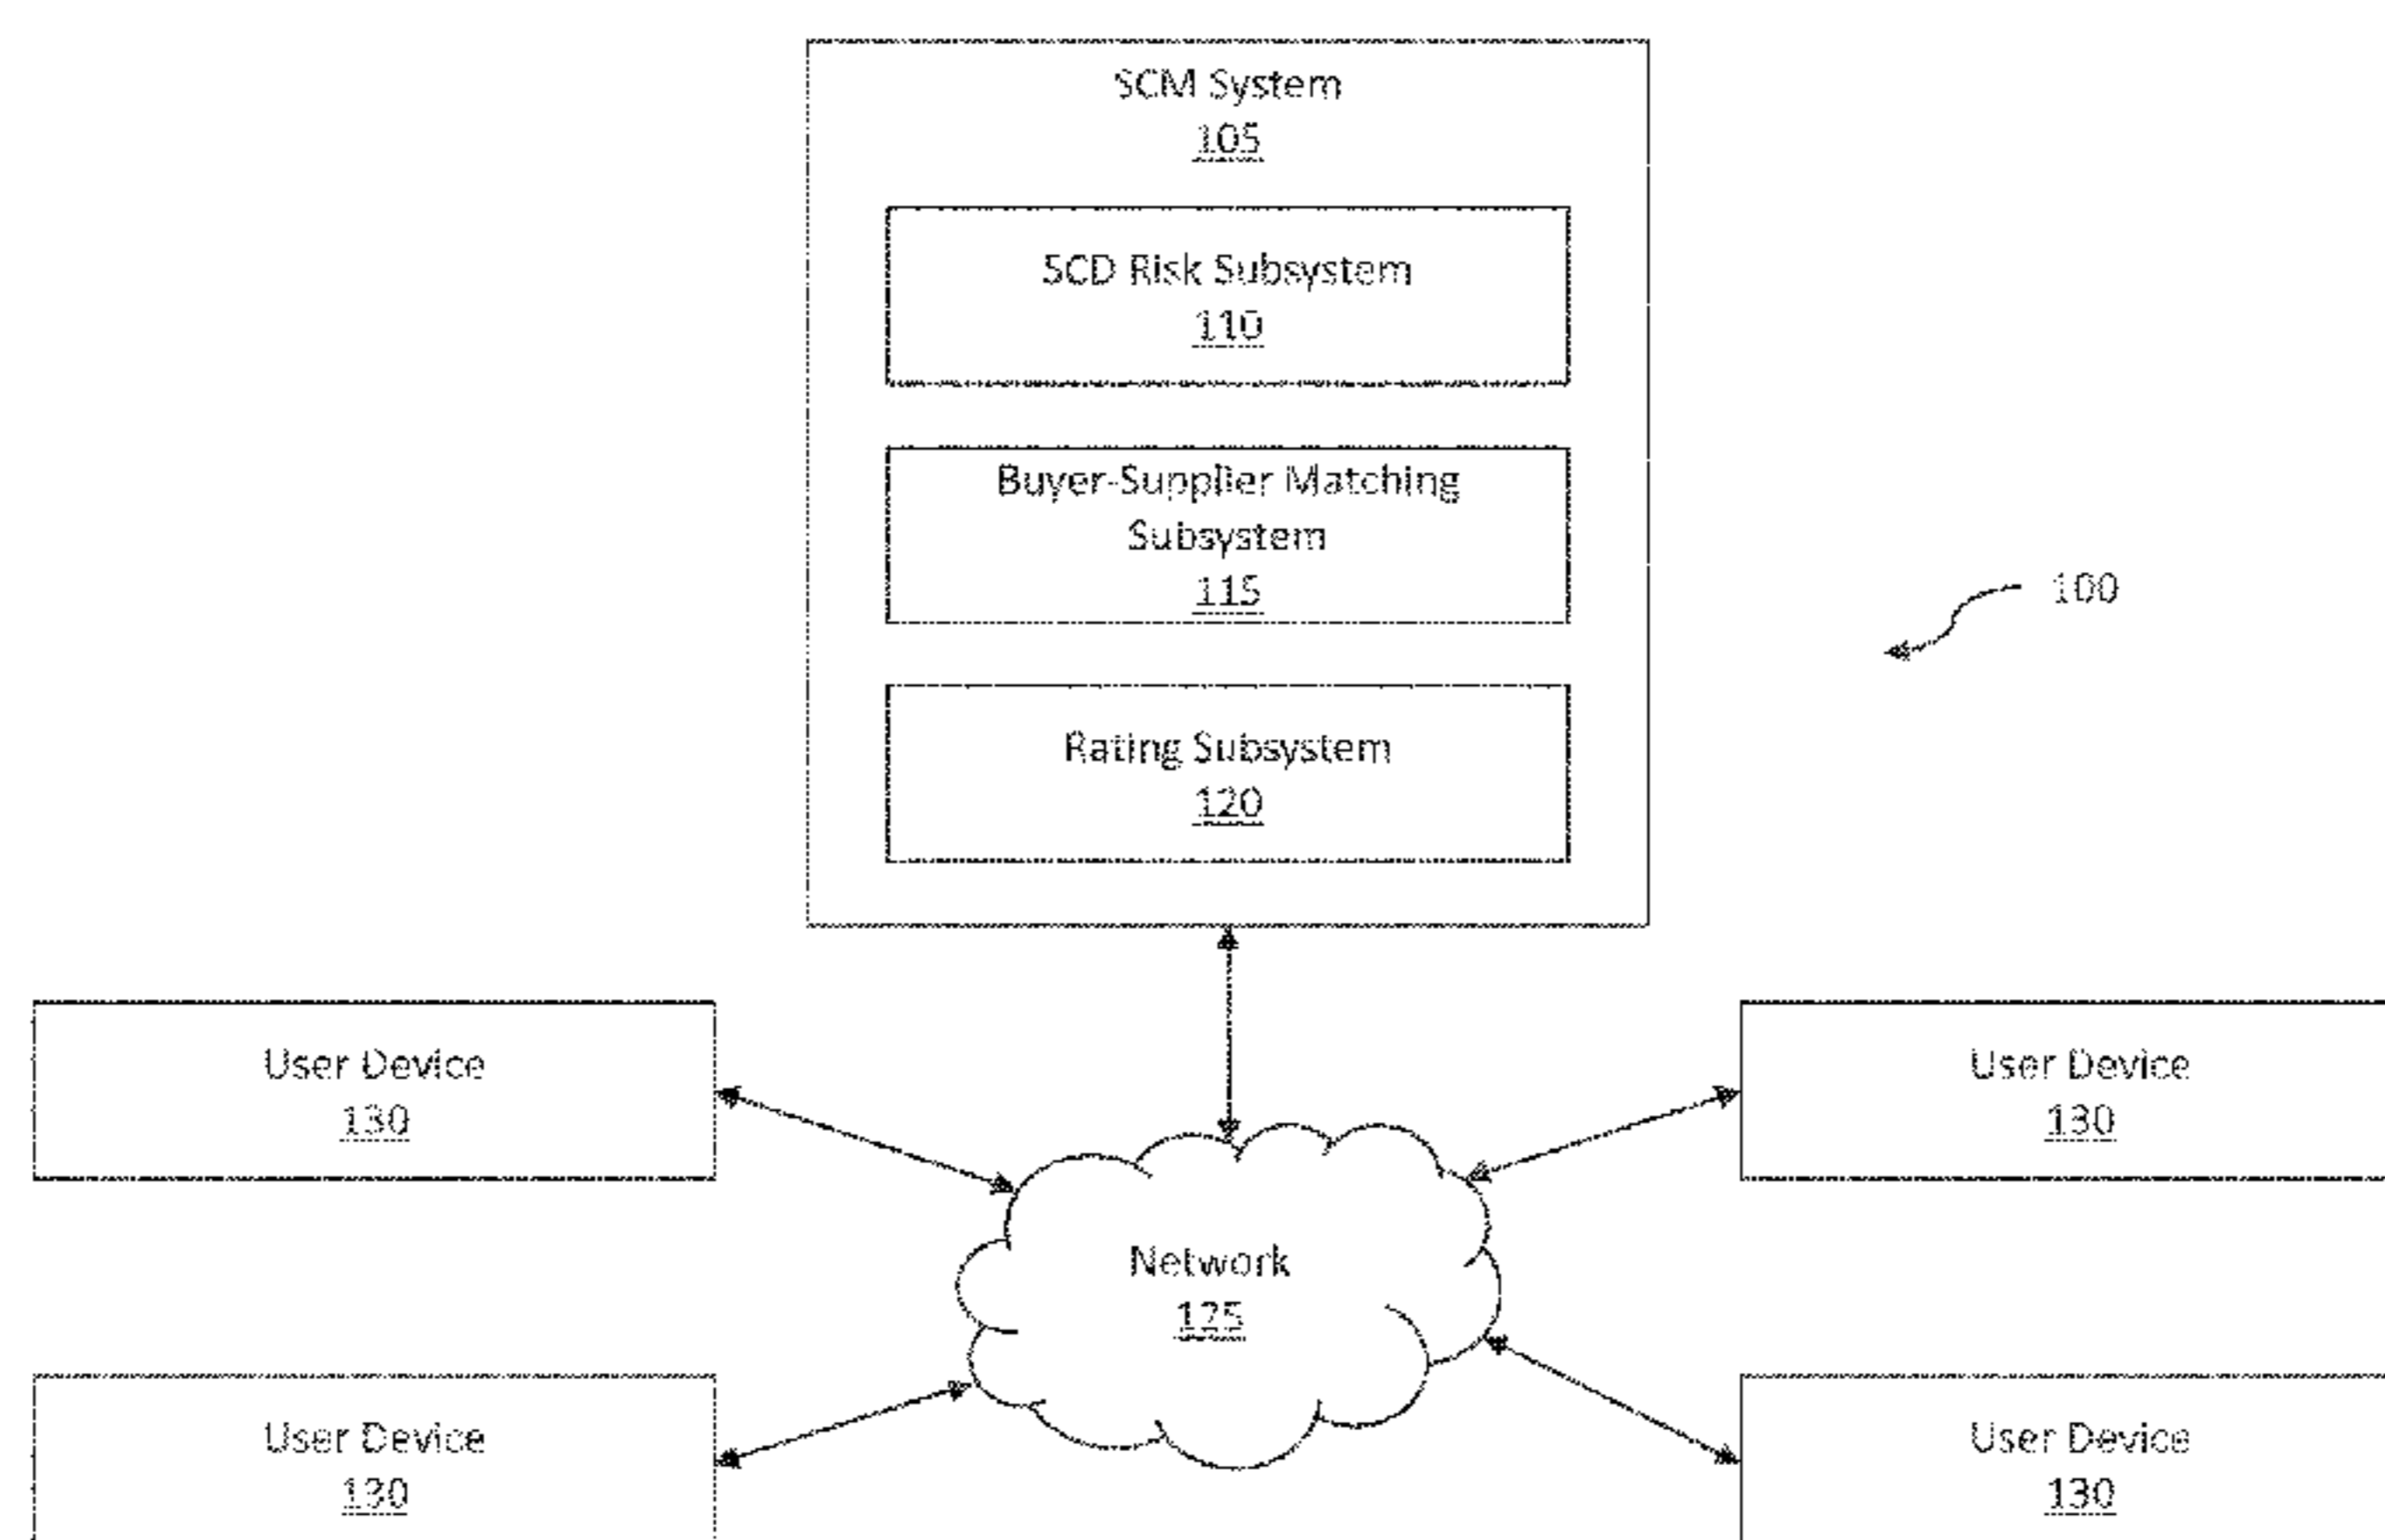 SCM System
105
SCD Risk Subsystem
110
Buyer-Supplier Matching
Subsystem
115
100
Rating Subsystem
120
User Device
130
User Device
130
Network
125
User Device
130
User Device
130